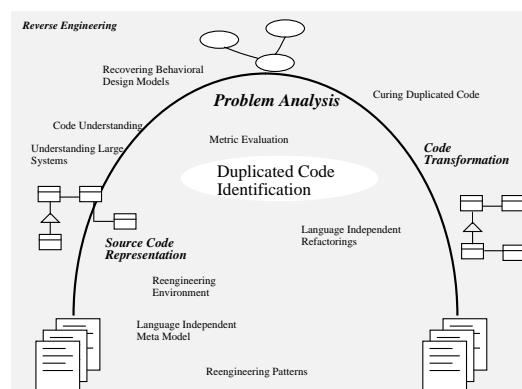 Reverse Engineering
Recovering Behavioral
Design Models
Problem Analysis
Curing Duplicated Code
Code Understanding
Metric Evaluation
Understanding Large
Systems
Code
Transformation
Duplicated Code
Identification
Source Code
Representation
Language Independent
Refactorings
Reengineering
Environment
Language Independent
Meta Model
Reengineering Patterns